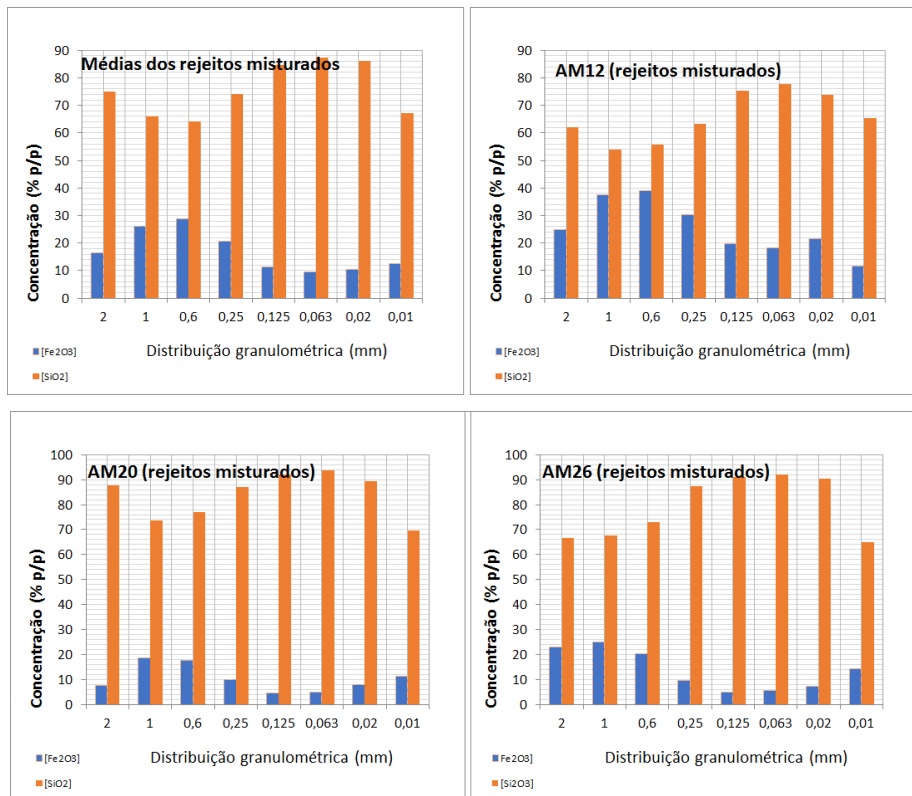 Médias dos rejeitos misturados
Concentração (% p/p)
90
80
70
60
50
40
30
20
10
0
2 1 0,6 0,25 0,125 0,063 0,02 0,01
Distribuição granulométrica (mm)
[Fe2O3]
[SiO2]
AM12 (rejeitos misturados)
Concentração (% p/p)
90
80
70
60
50
40
30
20
10
0
2 1 0,6 0,25 0,125 0,063 0,02 0,01
Distribuição granulométrica (mm)
[Fe2O3]
[SiO2]
AM20 (rejeitos misturados)
Concentração (% p/p)
100
90
80
70
60
50
40
30
20
10
0
2 1 0,6 0,25 0,125 0,063 0,02 0,01
Distribuição granulométrica (mm)
[Fe2O3]
[SiO2]
AM26 (rejeitos misturados)
Concentração (% p/p)
100
90
80
70
60
50
40
30
20
10
0
2 1 0,6 0,25 0,125 0,063 0,02 0,01
Distribuição granulométrica (mm)
[Fe2O3]
[Si2O3]